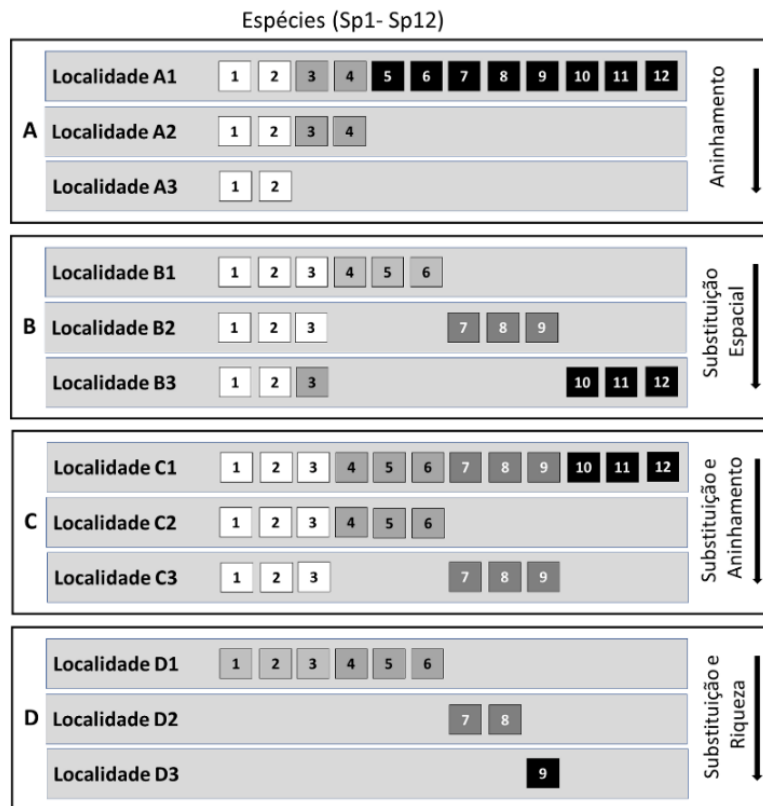 Espécies (Sp1- Sp12)
A
Localidade A1 1 2 3 4 5 6 7 8 9 10 11 12
Localidade A2 1 2 3 4
Localidade A3 1 2
Aninhamento
B
Localidade B1 1 2 3 4 5 6
Localidade B2 1 2 3 7 8 9
Localidade B3 1 2 3 10 11 12
Substituição
Espacial
C
Localidade C1 1 2 3 4 5 6 7 8 9 10 11 12
Localidade C2 1 2 3 4 5 6
Localidade C3 1 2 3 7 8 9
Substituição e
Aninhamento
D
Localidade D1 1 2 3 4 5 6
Localidade D2 7 8
Localidade D3 9
Substituição e
Riqueza